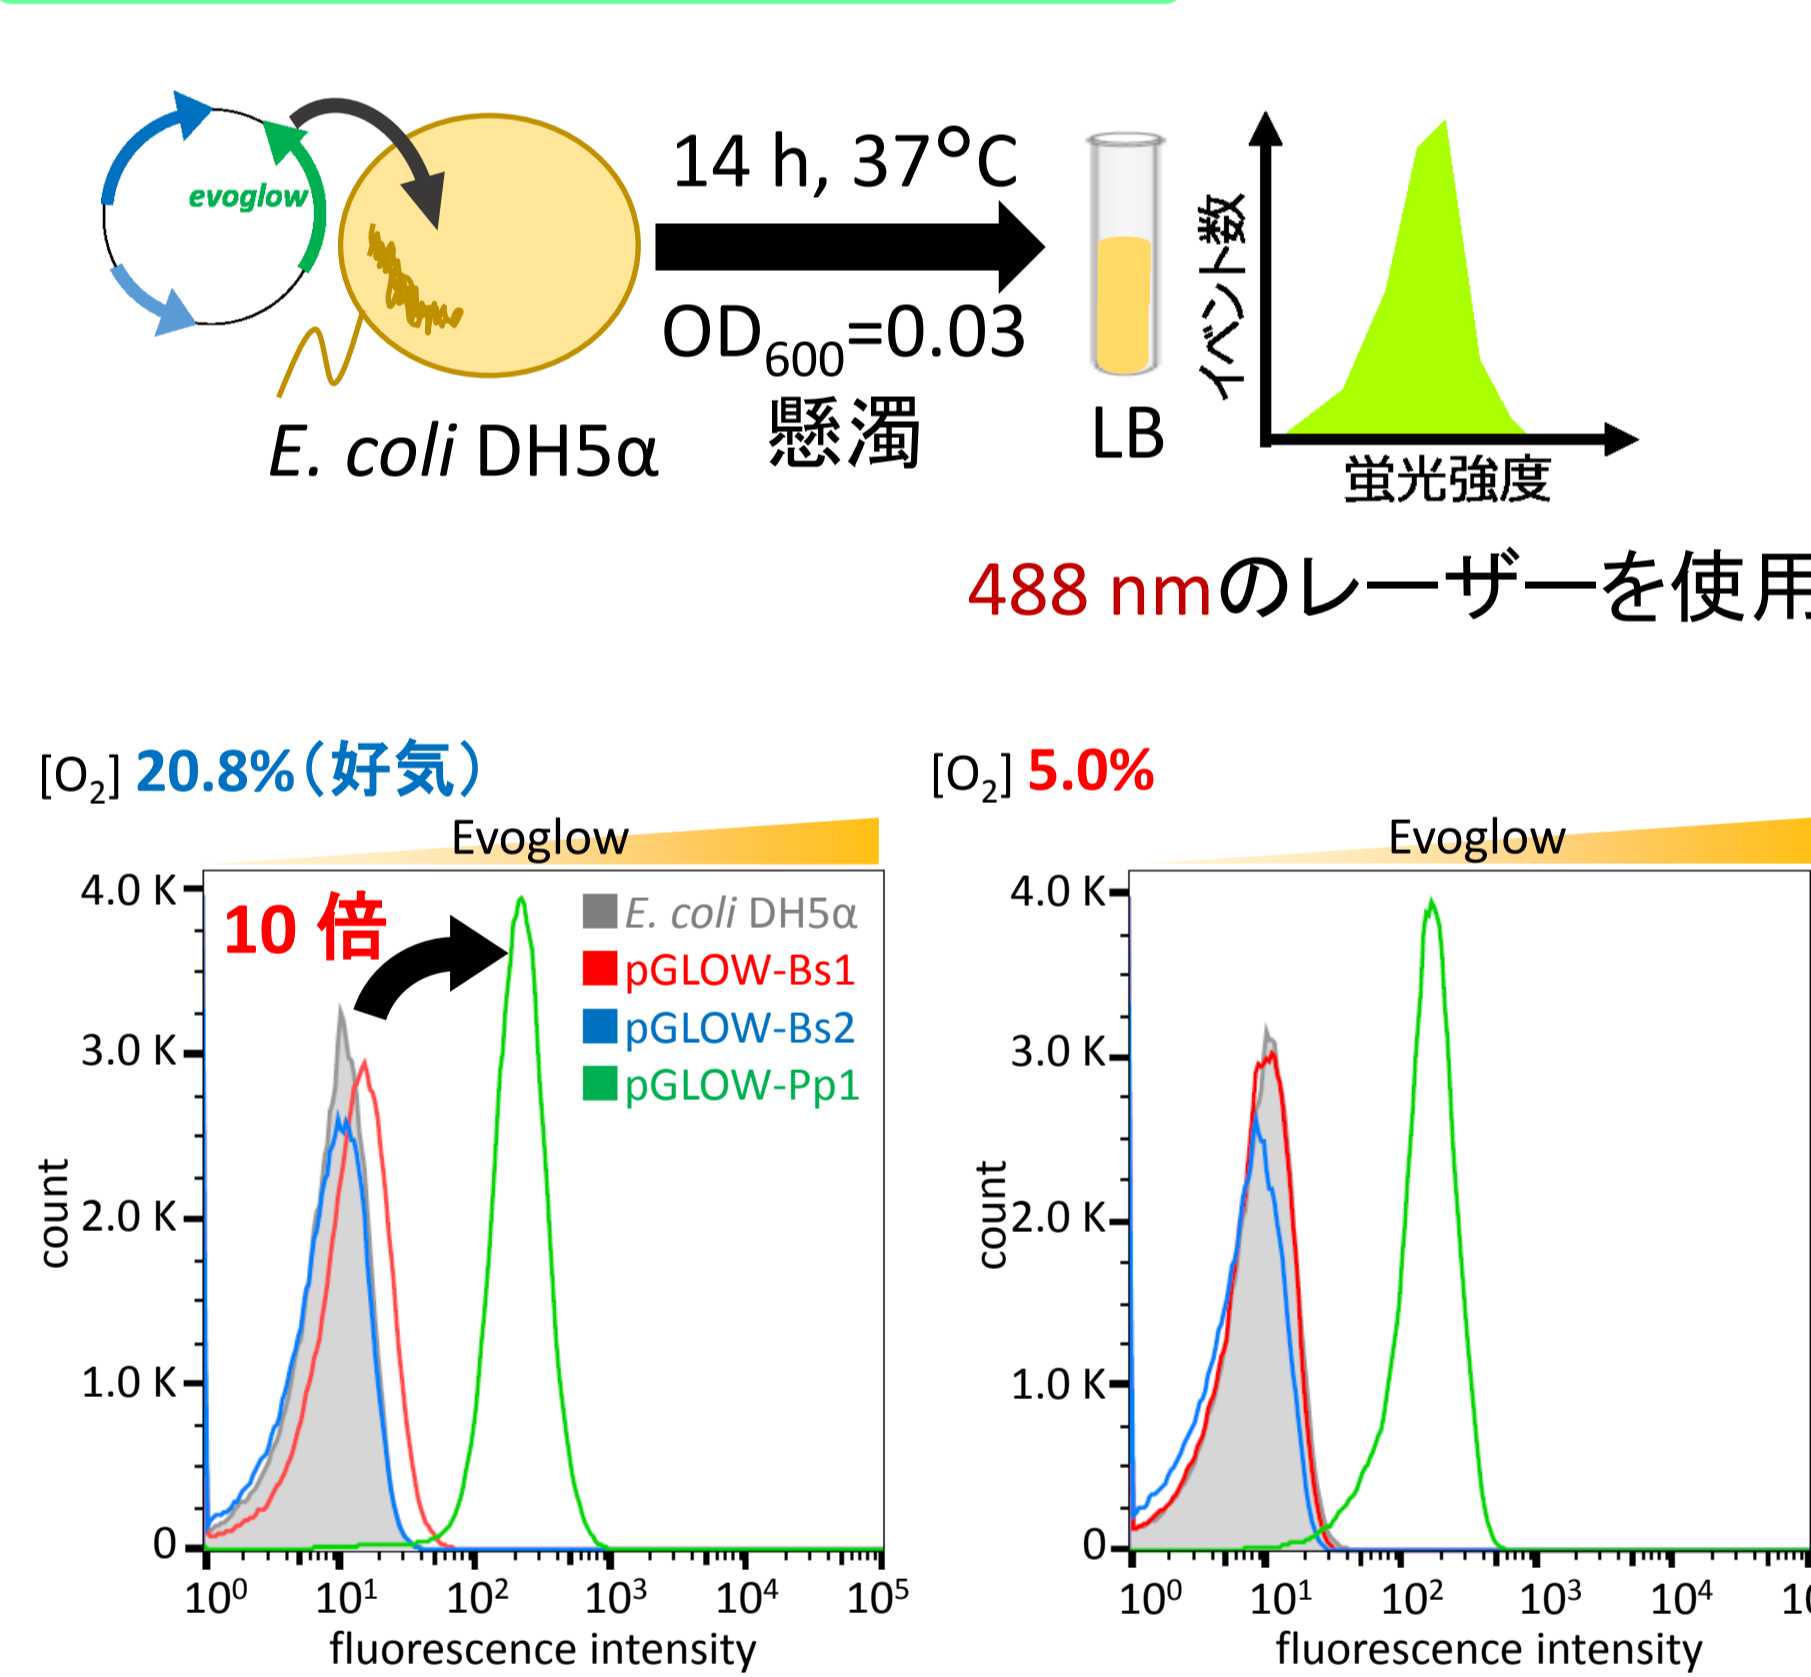 evoglow
E. coli DH5α
14 h, 37°C
OD600=0.03
懸濁
LB
イベント数
蛍光強度
488 nmのレーザーを使用
[O2] 20.8%(好気)
Evoglow
10 倍
E. coli DH5α
pGLOW-Bs1
pGLOW-Bs2
pGLOW-Pp1
count
4.0 K
3.0 K
2.0 K
1.0 K
0
10⁰ 10¹ 10² 10³ 10⁴ 10⁵
fluorescence intensity
[O2] 5.0%
Evoglow
count
4.0 K
3.0 K
2.0 K
1.0 K
0
10⁰ 10¹ 10² 10³ 10⁴
fluorescence intensity